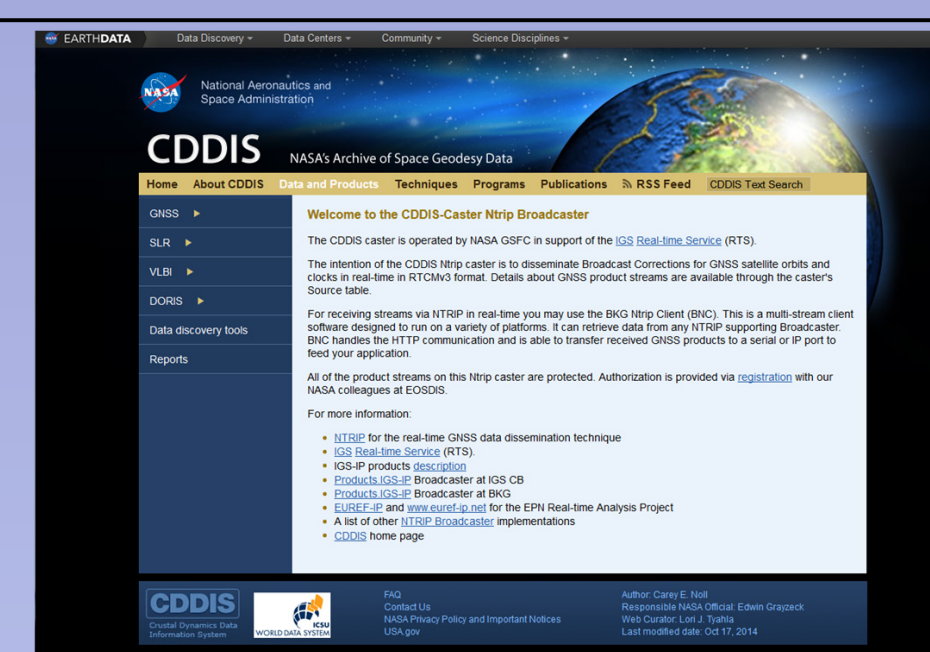 EARTHDATA Data Discovery Data Centers Community Science Disciplines
NASA
National Aeronautics and
Space Administration
CDDIS NASA's Archive of Space Geodesy Data
Home About CDDIS Data and Products Techniques Programs Publications RSS Feed CDDIS Text Search
GNSS
SLR
VLBI
DORIS
Data discovery tools
Reports
Welcome to the CDDIS-Caster Ntrip Broadcaster
The CDDIS caster is operated by NASA GSFC in support of the IGS Real-time Service (RTS).
The intention of the CDDIS Ntrip caster is to disseminate Broadcast Corrections for GNSS satellite orbits and
clocks in real-time in RTCMv3 format. Details about GNSS product streams are available through the caster's
Source table.
For receiving streams via NTRIP in real-time you may use the BKG Ntrip Client (BNC). This is a multi-stream client
software designed to run on a variety of platforms. It can retrieve data from any NTRIP supporting Broadcaster.
BNC handles the HTTP communication and is able to transfer received GNSS products to a serial or IP port to
feed your application.
All of the product streams on this Ntrip caster are protected. Authorization is provided via registration with our
NASA colleagues at EOSDIS.
For more information:
• NTRIP for the real-time GNSS data dissemination technique
• IGS Real-time Service (RTS).
• IGS-IP products description
• Products.IGS-IP Broadcaster at IGS CB
• Products.IGS-IP Broadcaster at BKG
• EUREF-IP and www.euref-ip.net for the EPN Real-time Analysis Project
• A list of other NTRIP Broadcaster implementations
• CDDIS home page
CDDIS
Crustal Dynamics Data
Information System
ICSU
WORLD DATA SYSTEM
FAQ
Contact Us
NASA Privacy Policy and Important Notices
USA.gov
Author: Carey E. Noll
Responsible NASA Official: Edwin Grayzeck
Web Curator: Lori J. Tyahla
Last modified date: Oct 17, 2014